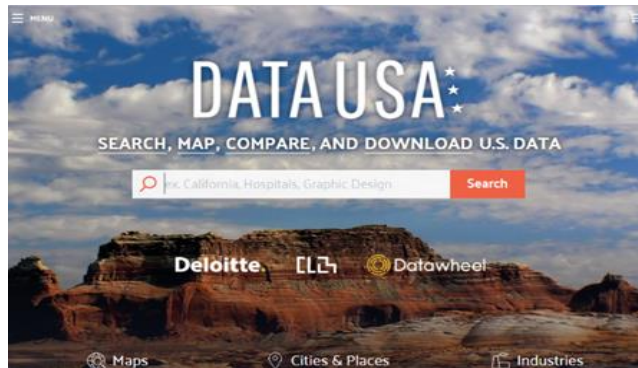 MENU
DATA USA
SEARCH, MAP, COMPARE, AND DOWNLOAD U.S. DATA
ex. California, Hospitals, Graphic Design
Search
Deloitte. Datawheel
Maps Cities & Places Industries